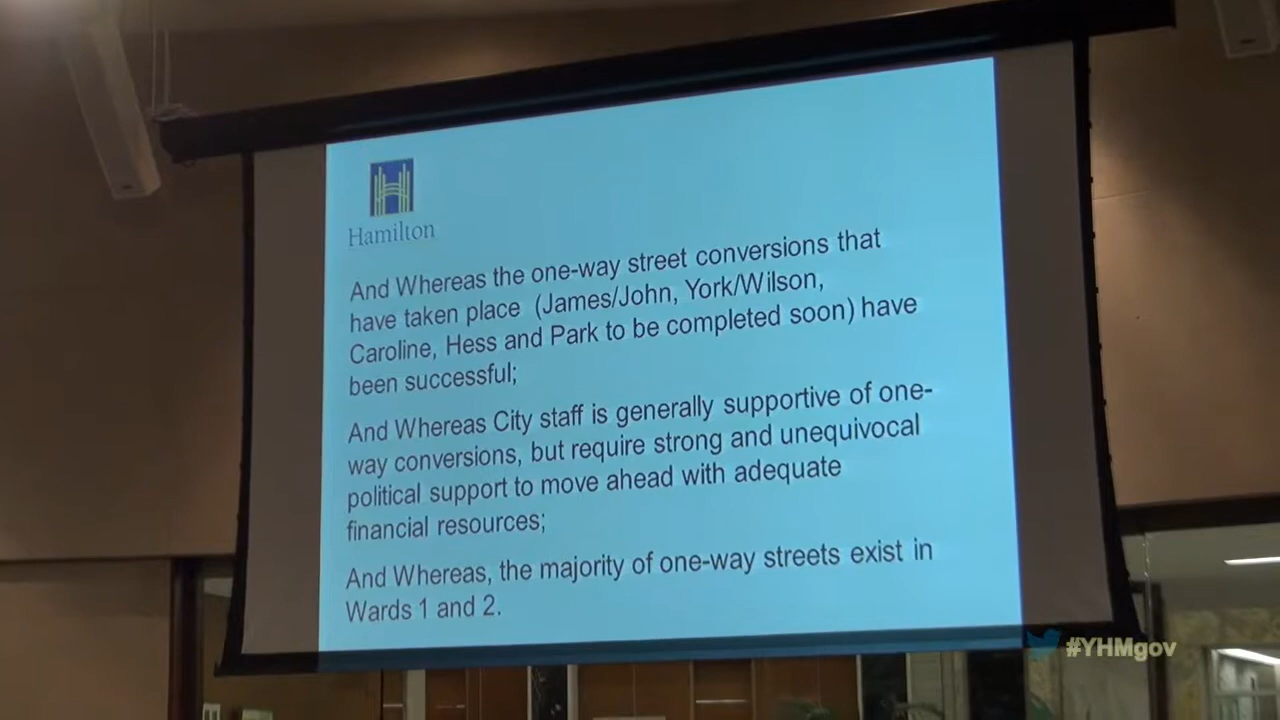 Hamilton
And Whereas the one-way street conversions that
have taken place (James/John, York/Wilson,
Caroline, Hess and Park to be completed soon) have
been successful;
And Whereas City staff is generally supportive of one-
way conversions, but require strong and unequivocal
political support to move ahead with adequate
financial resources;
And Whereas, the majority of one-way streets exist in
Wards 1 and 2.
#YHMgov